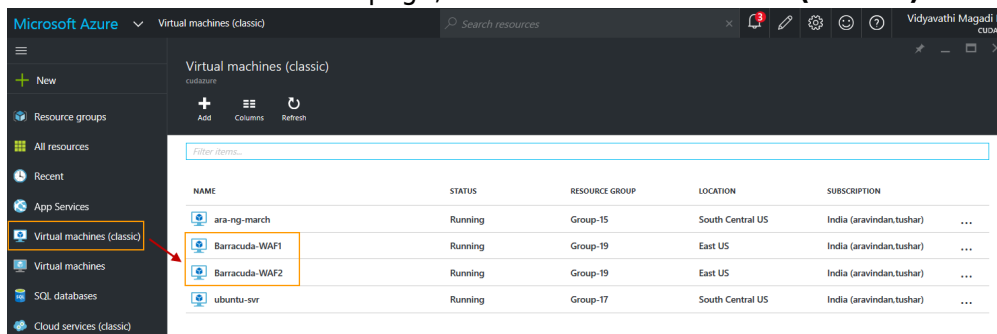 Microsoft Azure Virtual machines (classic) Search resources 3 Vidyavathi Magadi
CUDA
Virtual machines (classic)
cudazure
New
Add Columns Refresh
Resource groups
All resources
Filter items...
Recent
NAME STATUS RESOURCE GROUP LOCATION SUBSCRIPTION
App Services
ara-ng-march Running Group-15 South Central US India (aravindan,tushar) ...
Virtual machines (classic)
Barracuda-WAF1 Running Group-19 East US India (aravindan,tushar) ...
Virtual machines
Barracuda-WAF2 Running Group-19 East US India (aravindan,tushar) ...
SQL databases
ubuntu-svr Running Group-17 South Central US India (aravindan,tushar) ...
Cloud services (classic)